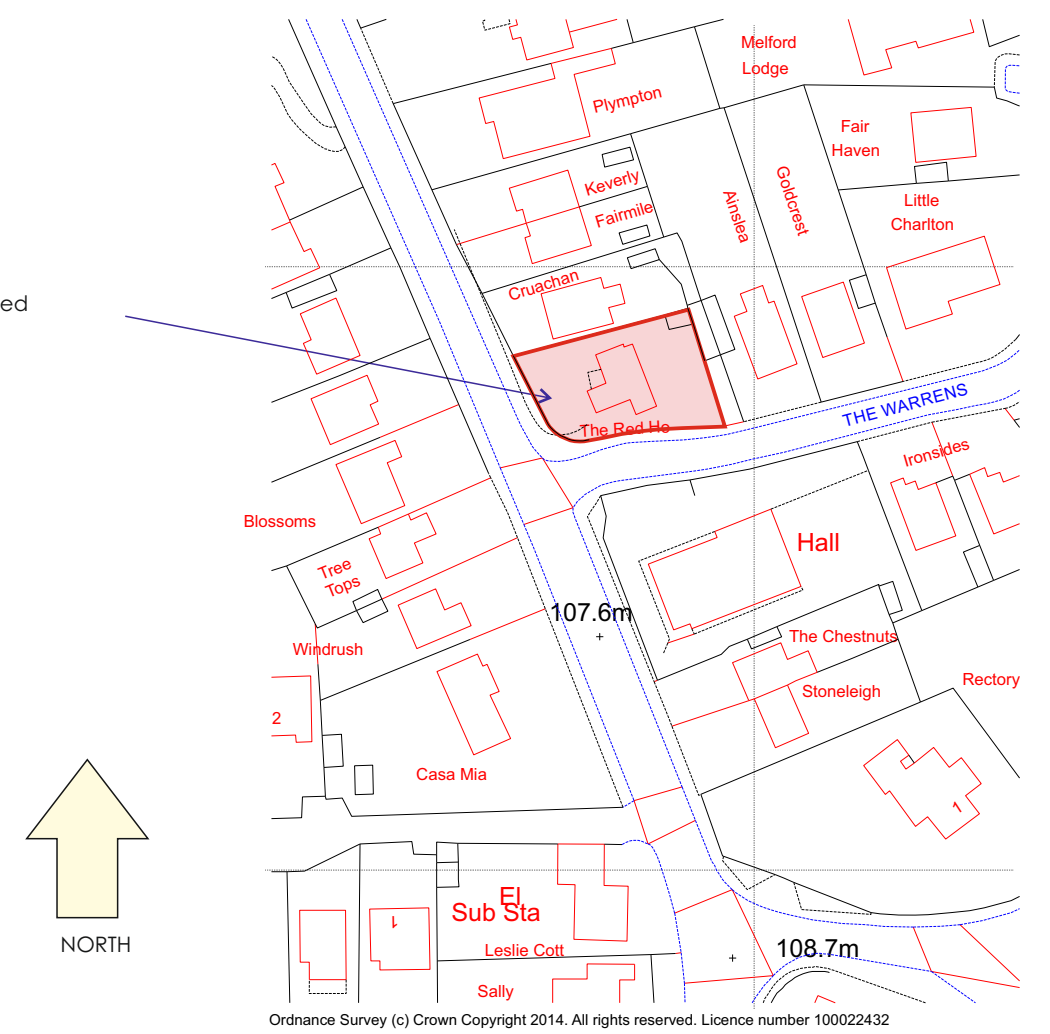 Melford
Lodge
Plympton
Fair
Haven
Keverly
Goldcrest
Ainslea
Little
Charlton
Fairmile
Cruachan
ed
THE WARRENS
The Red Ho
Ironsides
Blossoms
Hall
Tree
Tops
107.6m
The Chestnuts
Windrush
Rectory
Stoneleigh
2
Casa Mia
1
El
Sub Sta
1
NORTH
Leslie Cott
108.7m
Sally
Ordnance Survey (c) Crown Copyright 2014. All rights reserved. Licence number 100022432